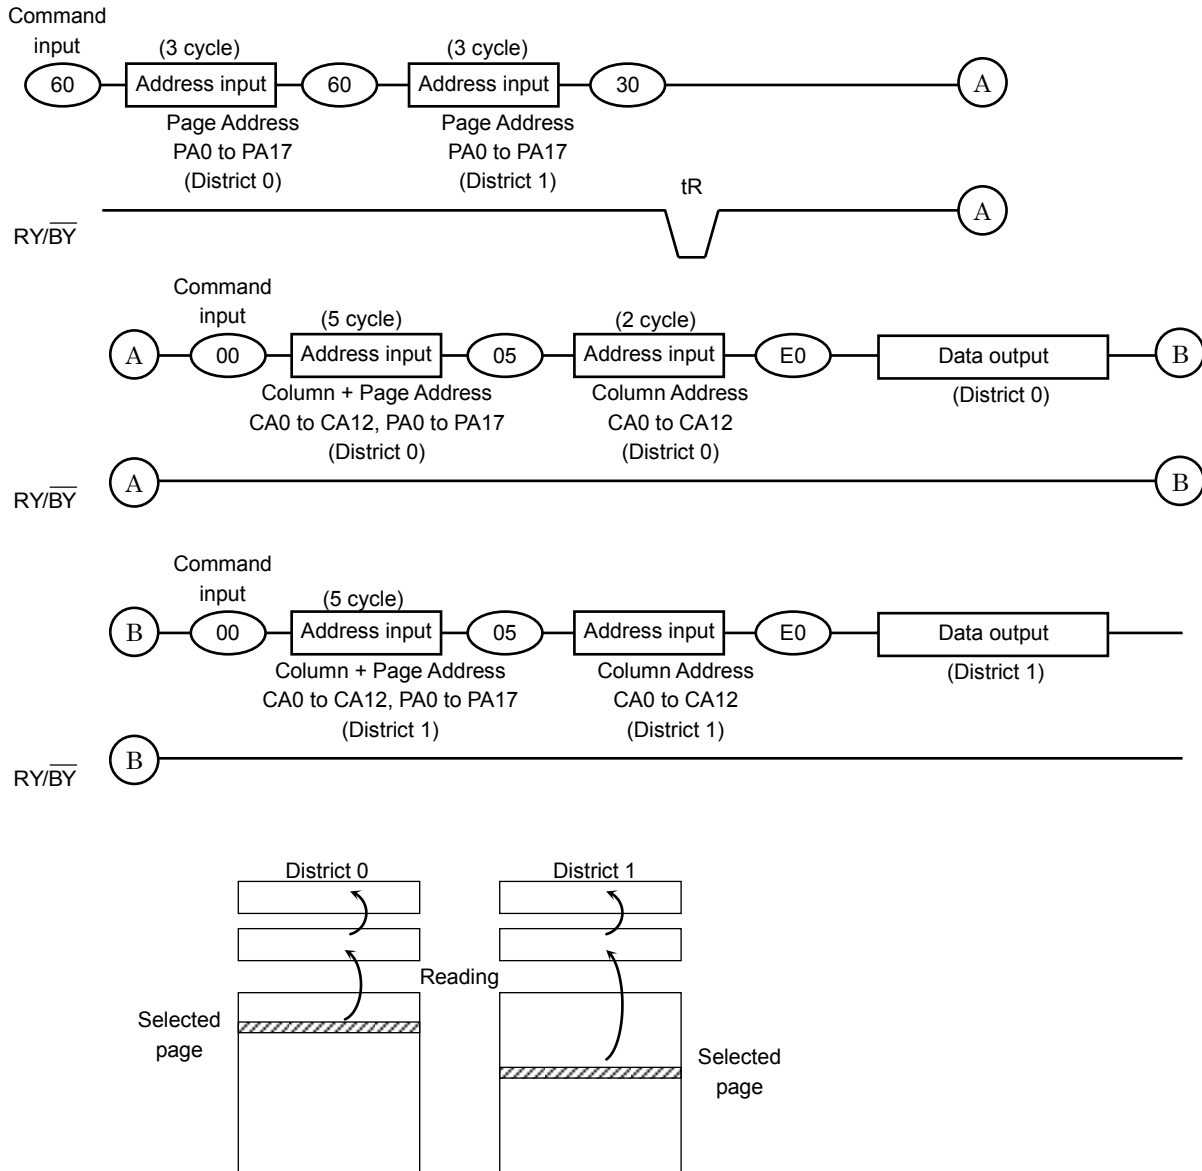 Command
input
(3 cycle) (3 cycle)
60 Address input 60 Address input 30 A
Page Address Page Address
PA0 to PA17 PA0 to PA17
(District 0) (District 1)
tR
RY/BY A
Command
input
(5 cycle) (2 cycle)
A 00 Address input 05 Address input E0 Data output B
Column + Page Address Column Address (District 0)
CA0 to CA12, PA0 to PA17 CA0 to CA12
(District 0) (District 0)
RY/BY A B
Command
input
(5 cycle)
B 00 Address input 05 Address input E0 Data output
Column + Page Address Column Address (District 1)
CA0 to CA12, PA0 to PA17 CA0 to CA12
(District 1) (District 1)
RY/BY B
District 0 District 1
Reading
Selected
page
Selected
page